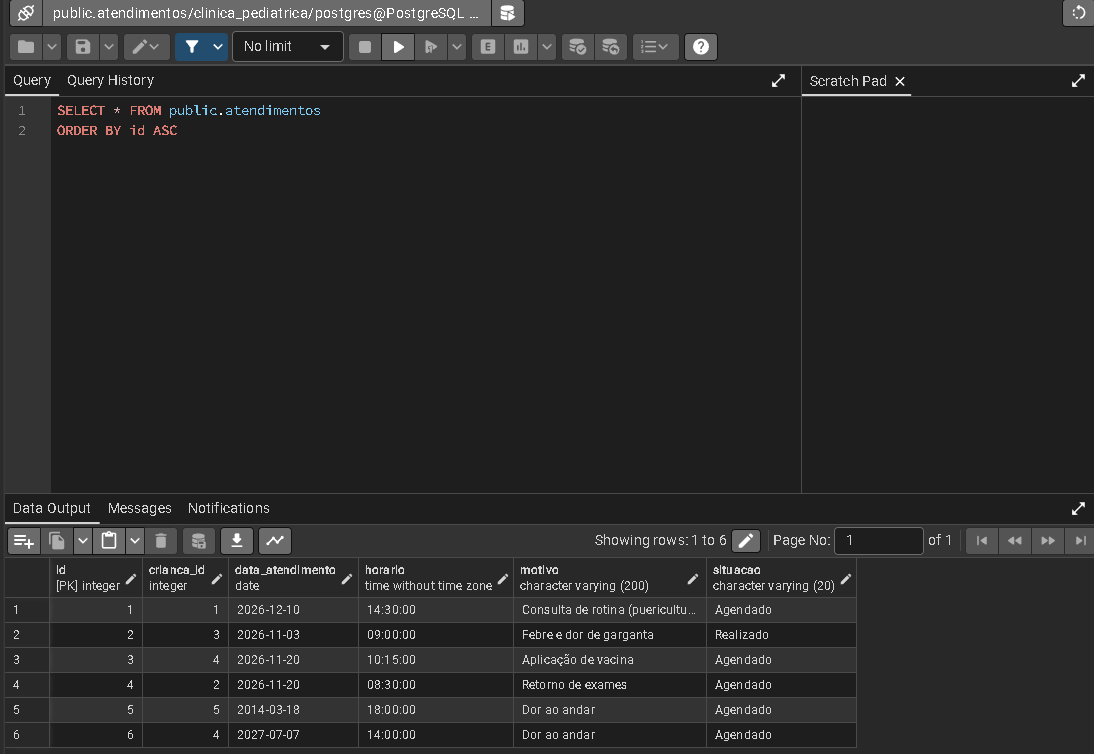 public.atendimentos/clinica_pediatrica/postgres@PostgreSQL ...
No limit
E
?
Query Query History
Scratch Pad ×
1 SELECT * FROM public.atendimentos
2 ORDER BY id ASC
Data Output Messages Notifications
Showing rows: 1 to 6 Page No: 1 of 1
id crianca_id data_atendimento horario motivo situacao
[PK] integer integer date time without time zone character varying (200) character varying (20)
1 1 1 2026-12-10 14:30:00 Consulta de rotina (puericultu... Agendado
2 2 3 2026-11-03 09:00:00 Febre e dor de garganta Realizado
3 3 4 2026-11-20 10:15:00 Aplicação de vacina Agendado
4 4 2 2026-11-20 08:30:00 Retorno de exames Agendado
5 5 5 2014-03-18 18:00:00 Dor ao andar Agendado
6 6 4 2027-07-07 14:00:00 Dor ao andar Agendado